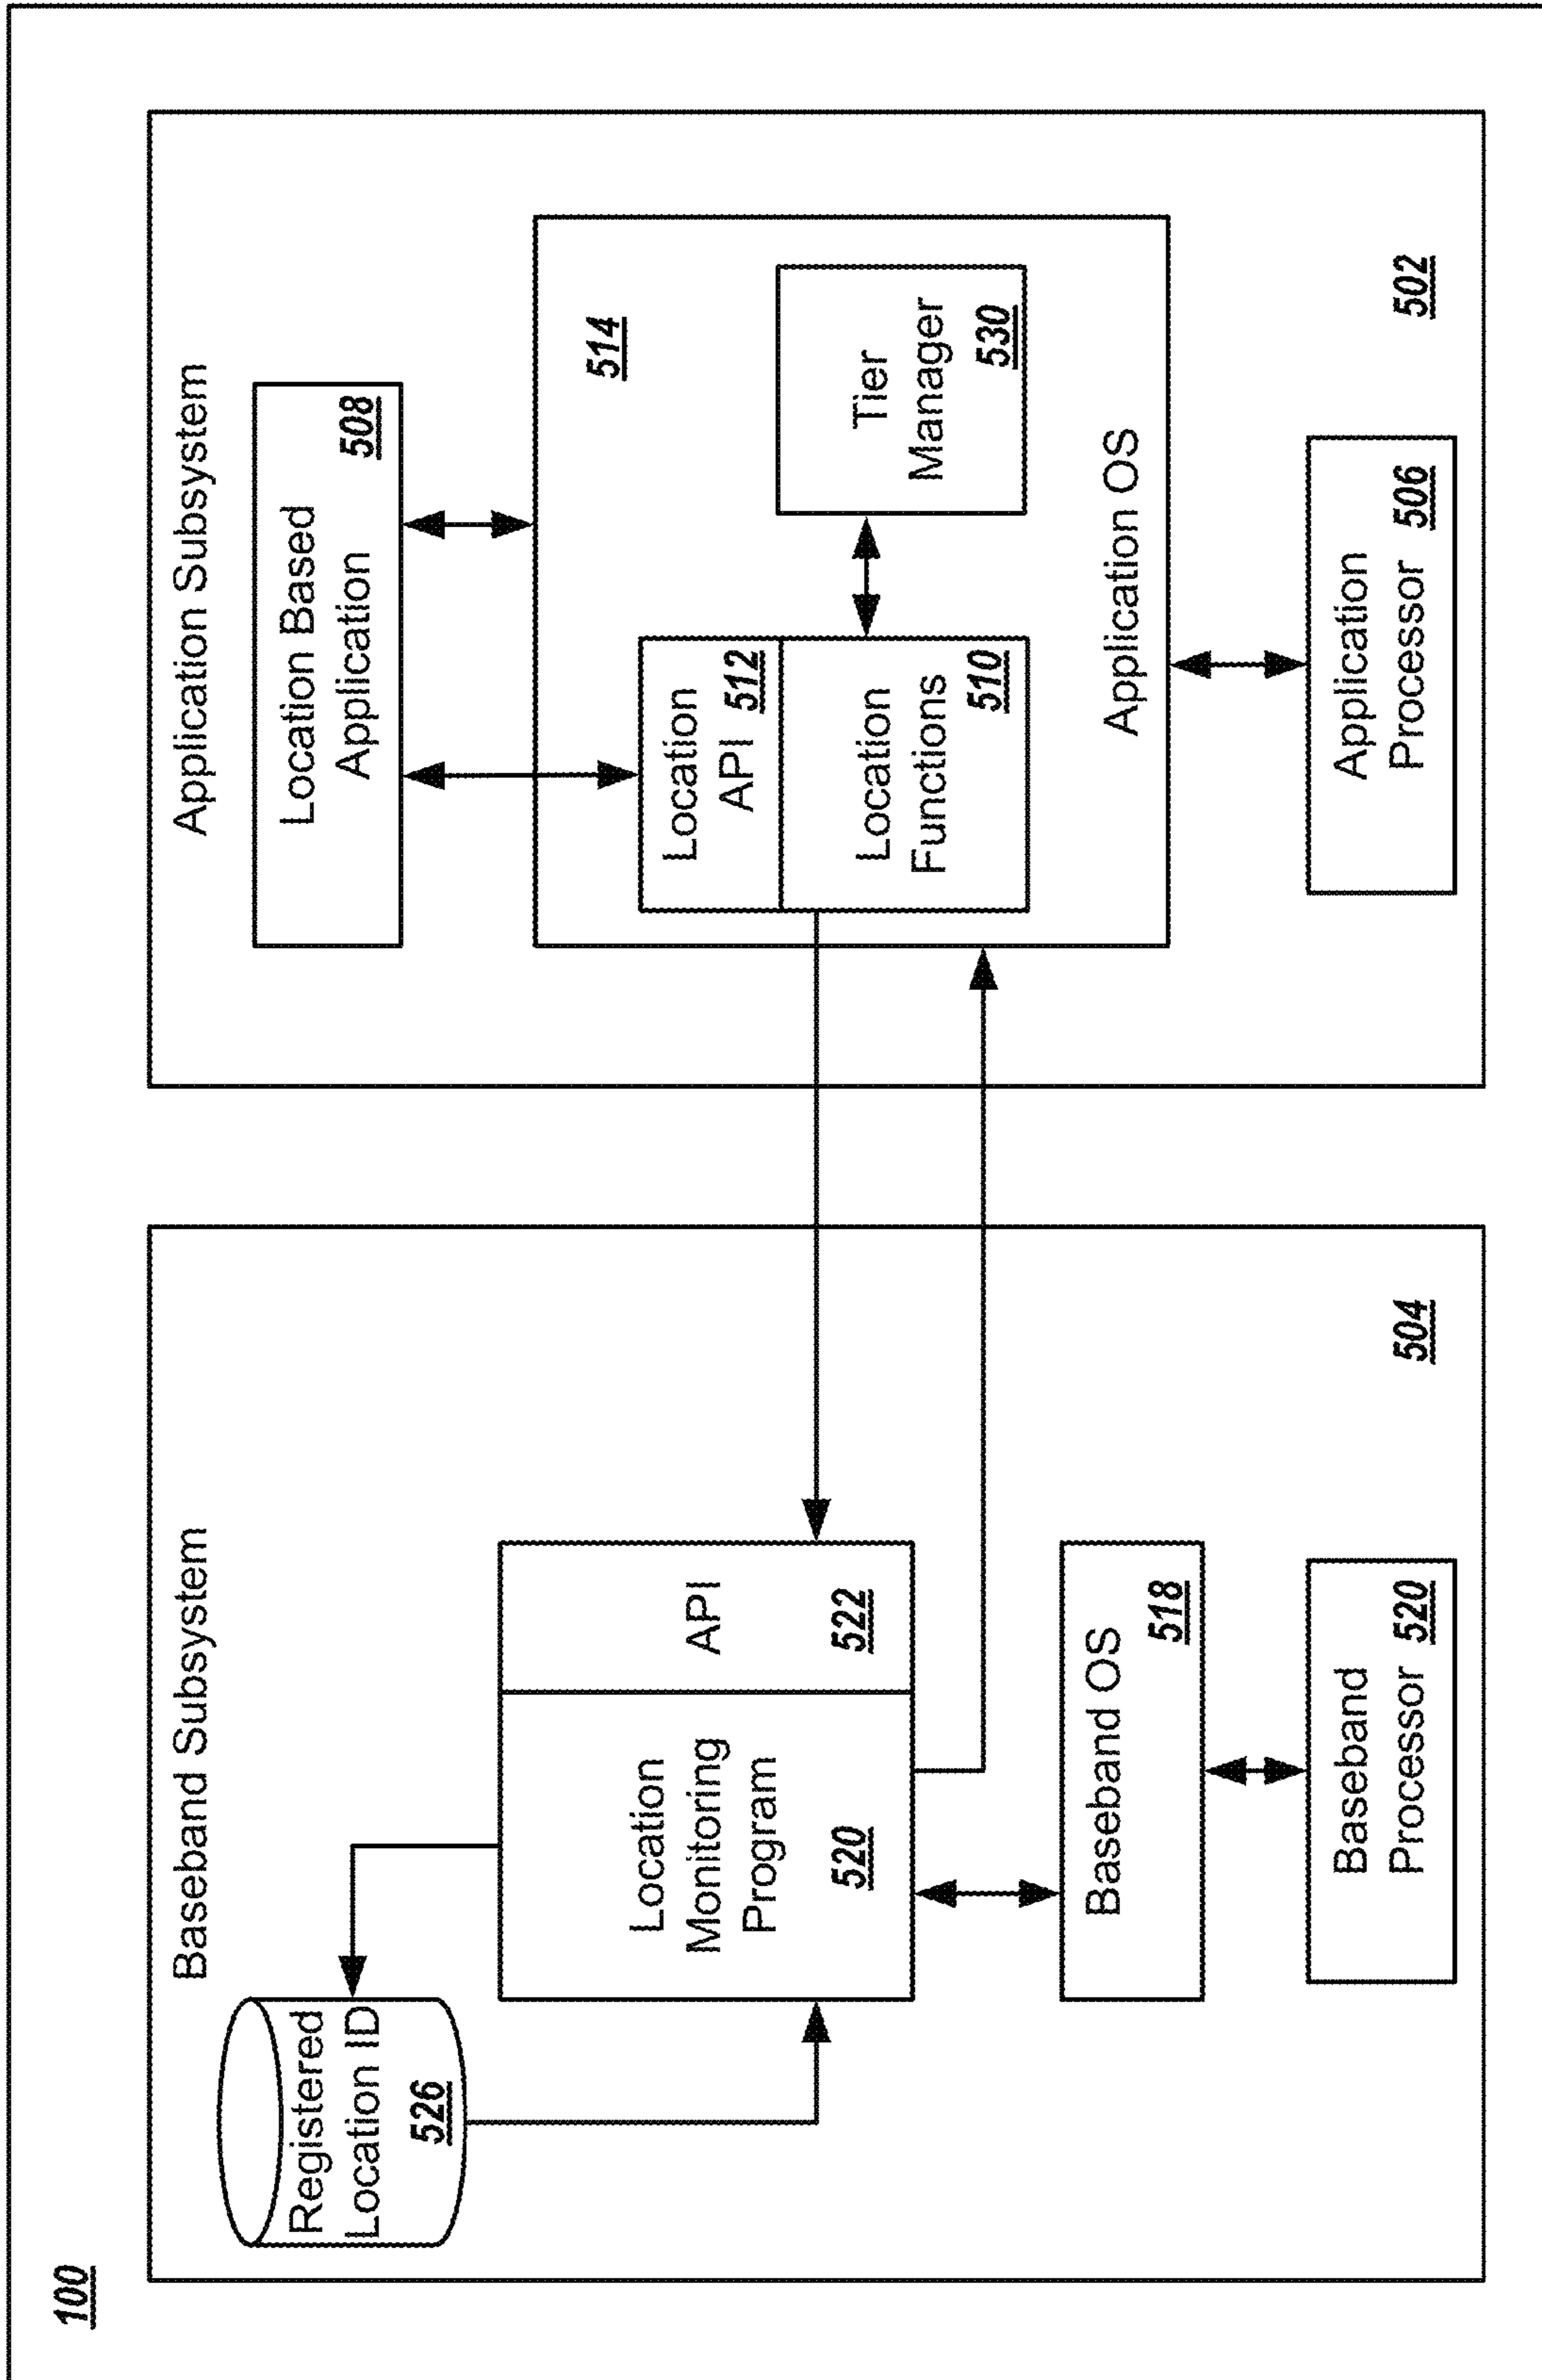 100
Baseband Subsystem
Registered
Location ID
526
Location
Monitoring
Program
520
API
522
Baseband OS
518
Baseband
Processor 520
504
Application Subsystem
Location Based
Application
508
514
Location
API 512
Location
Functions
510
Tier
Manager
530
Application OS
Application
Processor 506
502